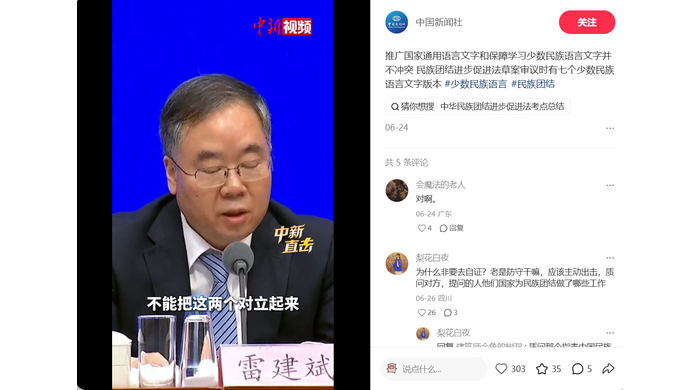 中新视频
中新
直击
不能把这两个对立起来
雷建斌
中国新闻社
关注
推广国家通用语言文字和保障学习少数民族语言文字并
不冲突 民族团结进步促进法草案审议时有七个少数民族
语言文字版本 #少数民族语言 #民族团结
猜你想搜 中华民族团结进步促进法考点总结
06-24
共 5 条评论
会魔法的老人
对啊。
06-24 广东
4 回复
梨花白夜
为什么非要去自证？老是防守干嘛，应该主动出击，质
问对方，提问的人他们国家为民族团结做了哪些工作
06-26 四川
26 3
梨花白夜
回复
说点什么...
303 35 5